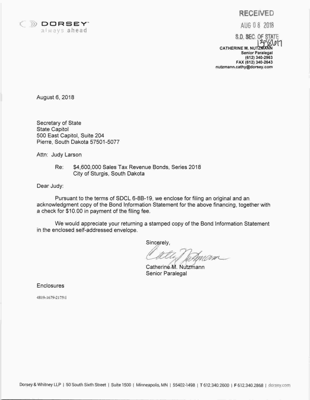 DORSEY
always ahead
RECEIVED
AUG 08 2018
S.D. SEC OF STATE
CATHERINE M. NUTZMANN
Senior Paralegal
(612) 340-2663
FAX (612) 340-2643
nutzmann.cathy@dorsey.com
August 6, 2018
Secretary of State
State Capitol
500 East Capitol, Suite 204
Pierre, South Dakota 57501-5077
Attn: Judy Larson
Re: $4,600,000 Sales Tax Revenue Bonds, Series 2018
City of Sturgis, South Dakota
Dear Judy:
Pursuant to the terms of SDCL 6-8B-19, we enclose for filing an original and an
acknowledgment copy of the Bond Information Statement for the above financing, together with
a check for $10.00 in payment of the filing fee.
We would appreciate your returning a stamped copy of the Bond Information Statement
in the enclosed self-addressed envelope.
Sincerely,
Cathy Nutzmann
Catherine M. Nutzmann
Senior Paralegal
Enclosures
Dorsey & Whitney LLP | 50 South Sixth Street | Suite 1500 | Minneapolis, MN | 55402-1498 | T 612.340.2600 | F 612.340.2868 | dorsey.com